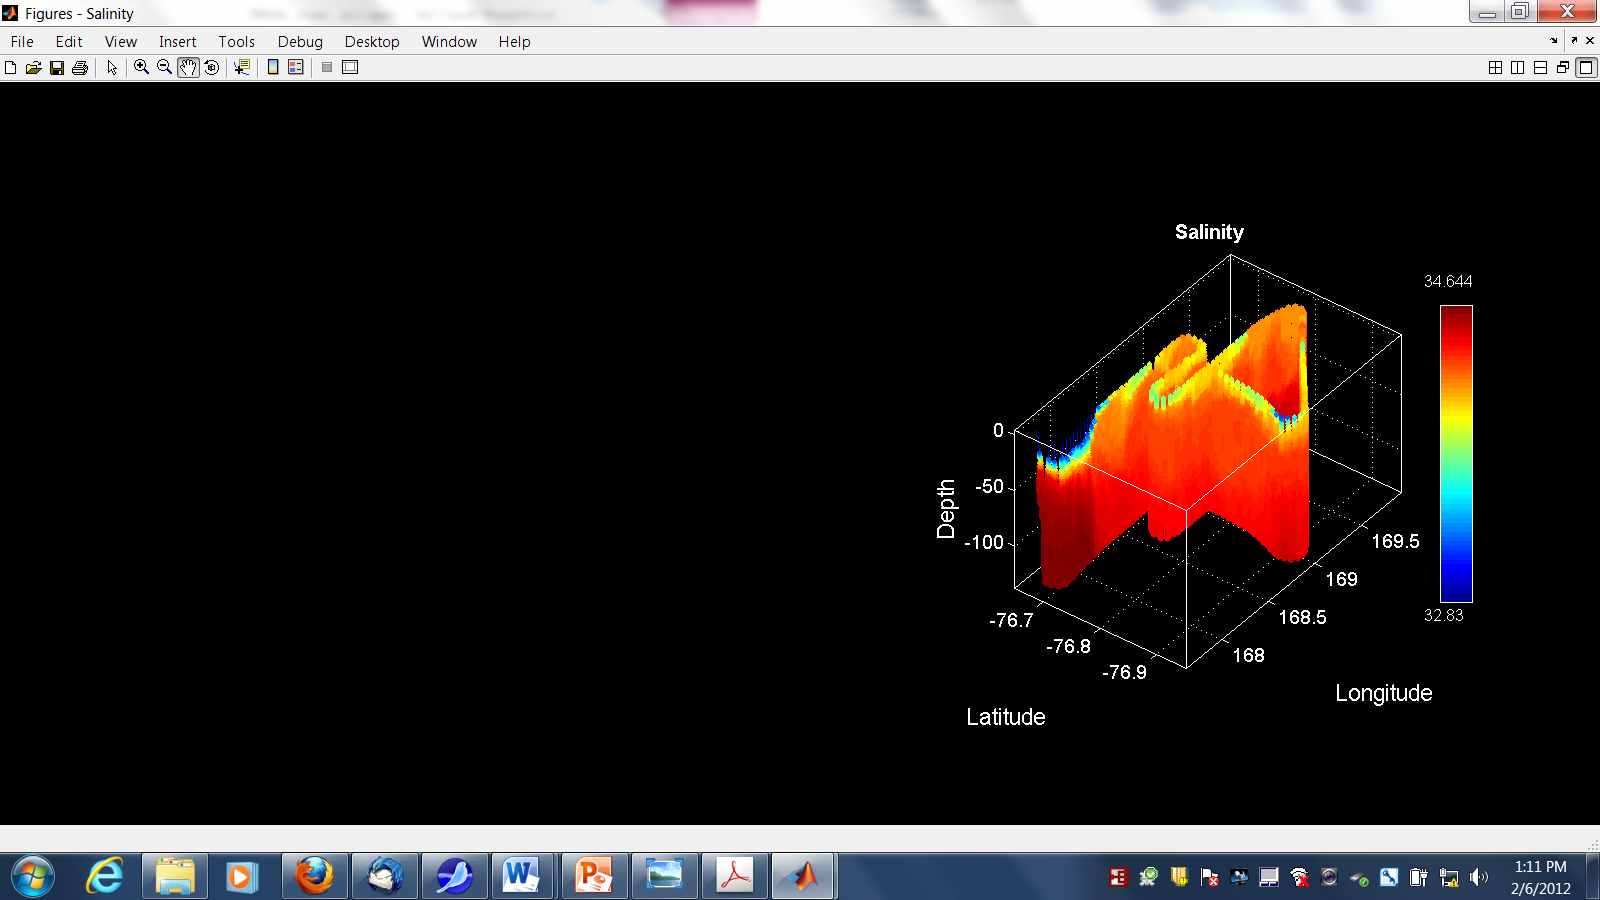 Figures - Salinity
File Edit View Insert Tools Debug Desktop Window Help
Salinity
34.644
0
-50
-100
Depth
169.5
169
168.5
168
-76.7
-76.8
-76.9
32.83
Longitude
Latitude
1:11 PM
2/6/2012